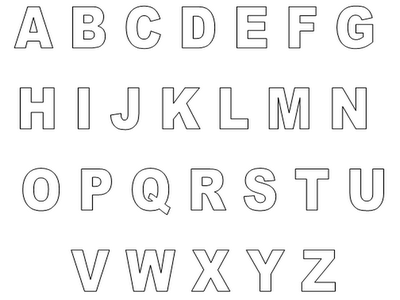 A B C D E F G
H I J K L M N
O P Q R S T U
V W X Y Z